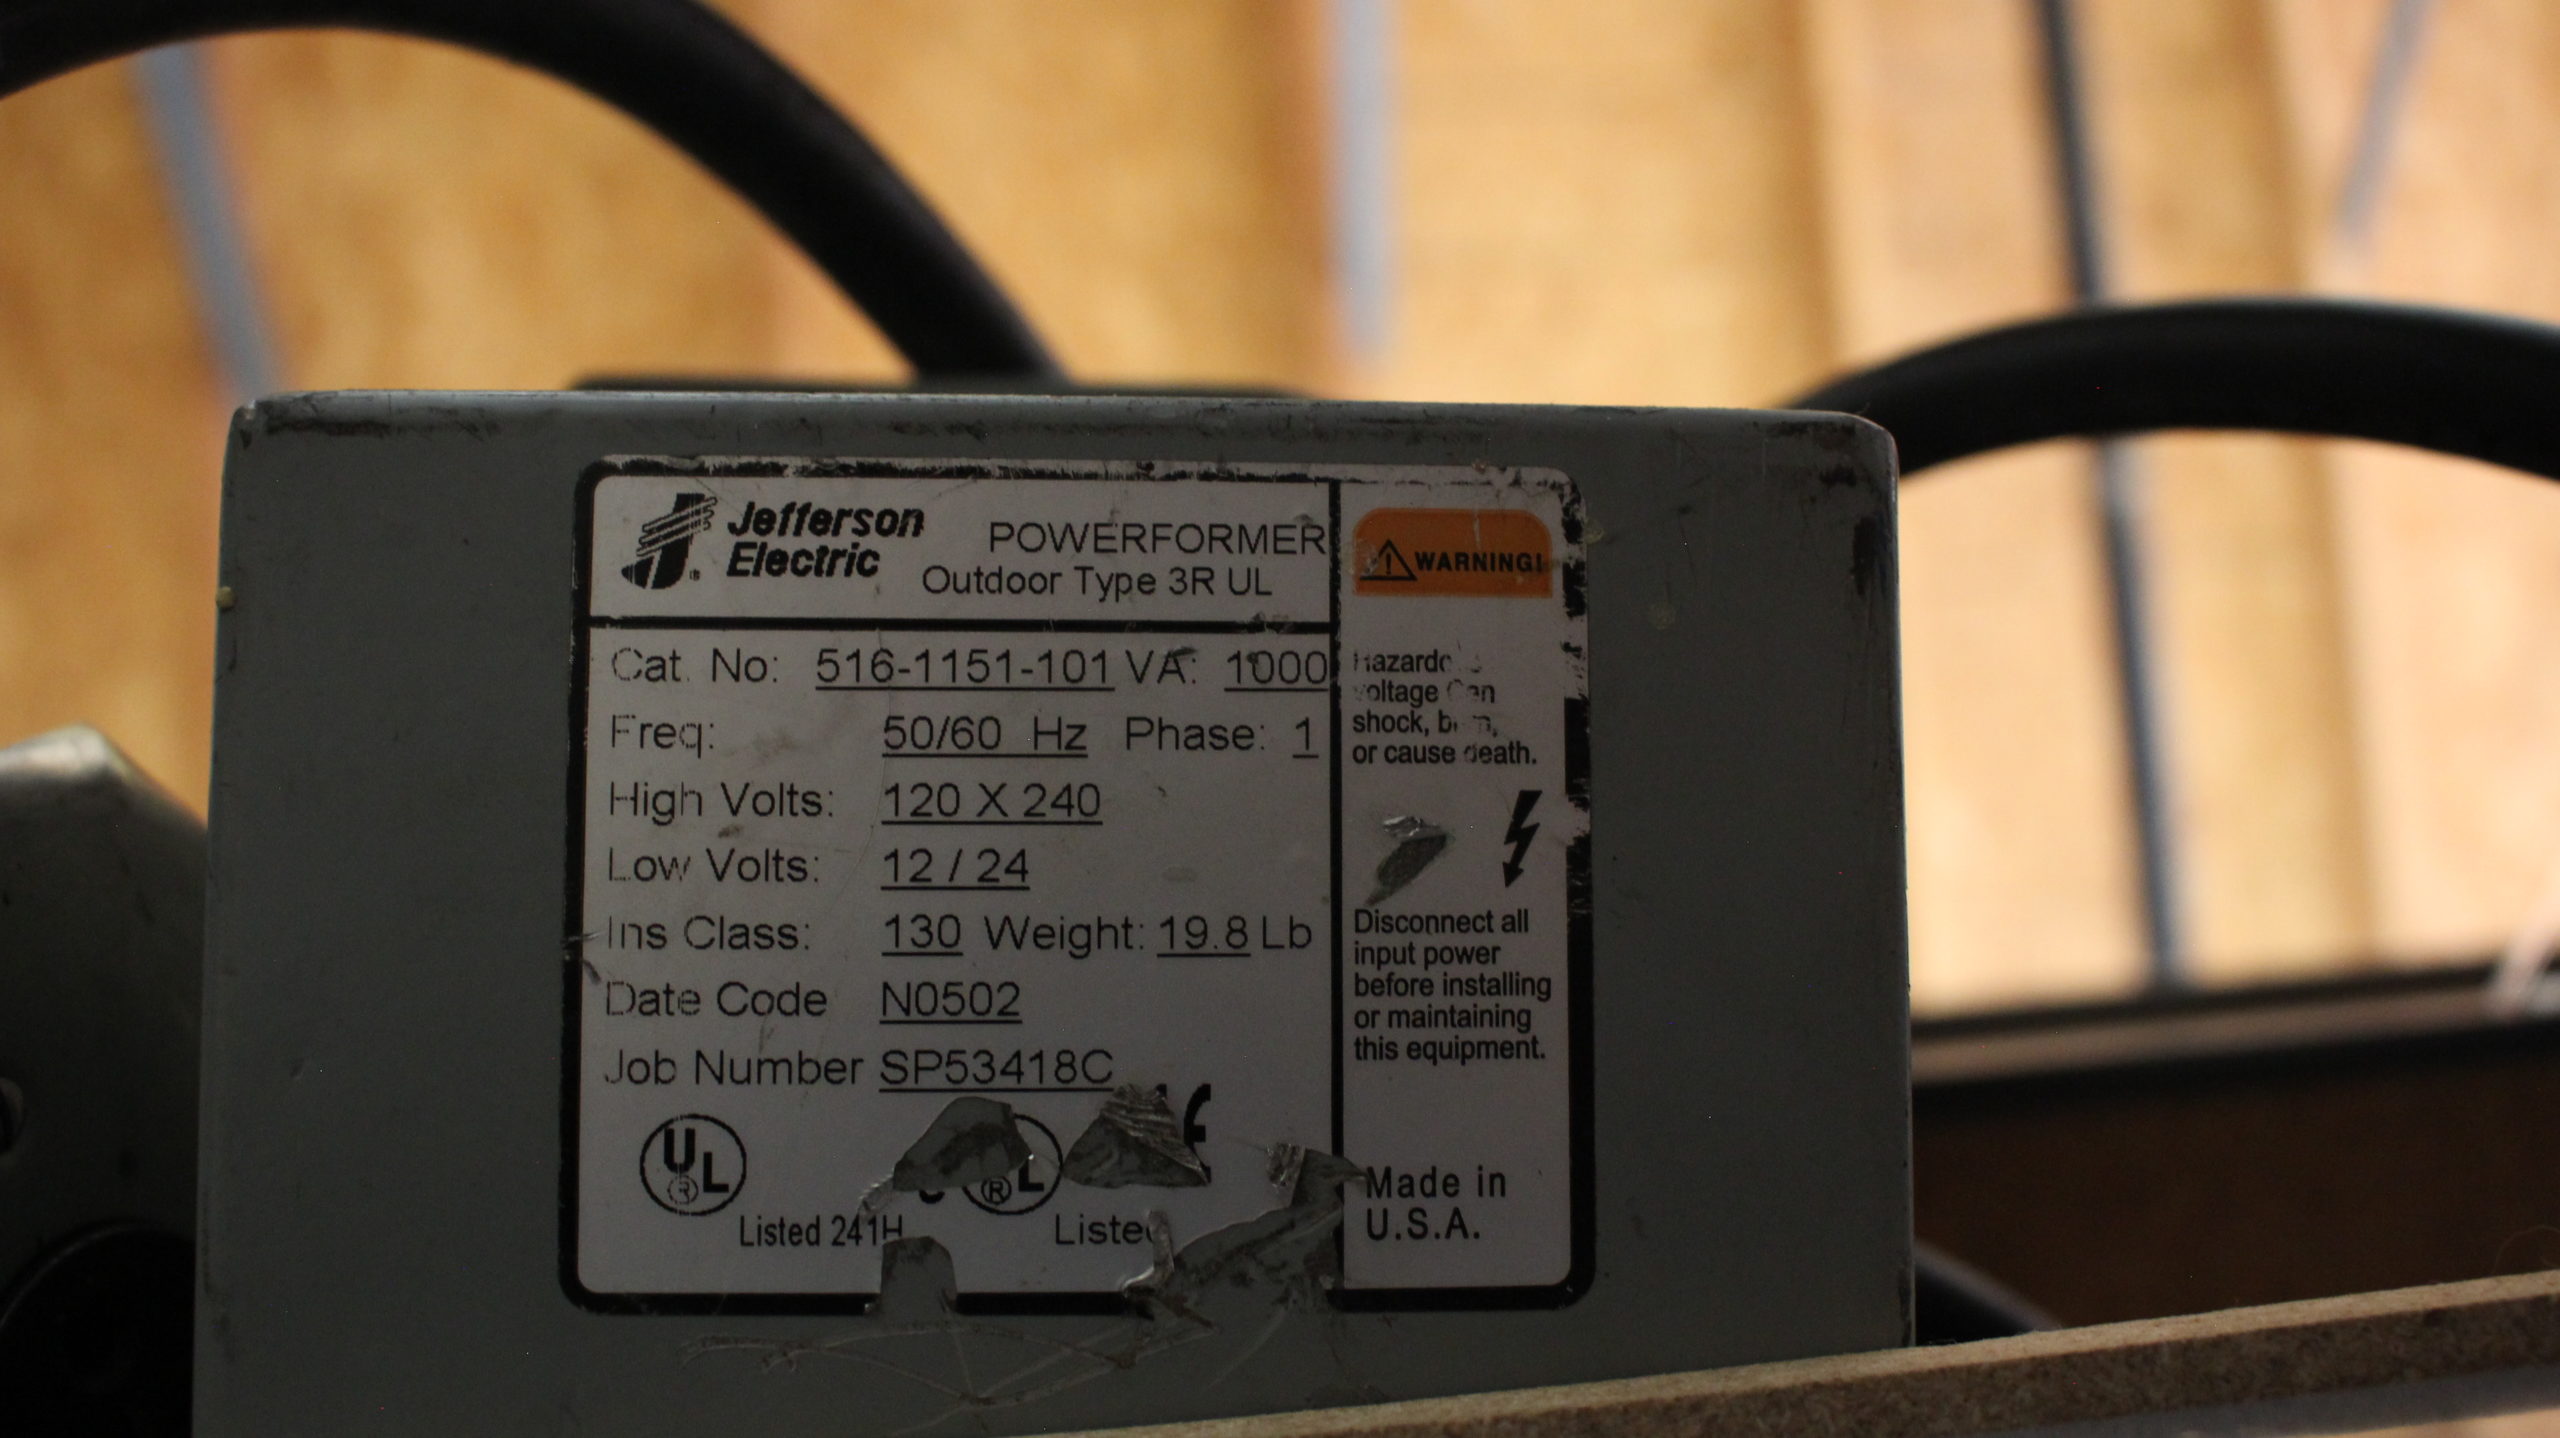 Jefferson
Electric
POWERFORMER
Outdoor Type 3R UL
Cat. No: 516-1151-101 VA: 1000
Freq: 50/60 Hz Phase: 1
High Volts: 120 X 240
Low Volts: 12 / 24
Ins Class: 130 Weight: 19.8 Lb
Date Code N0502
Job Number SP53418C
UL
®
Listed 241H
®
WARNING!
voltage Can
shock,
or cause death.
Disconnect all
input power
before installing
or maintaining
this equipment.
Made in
U.S.A.